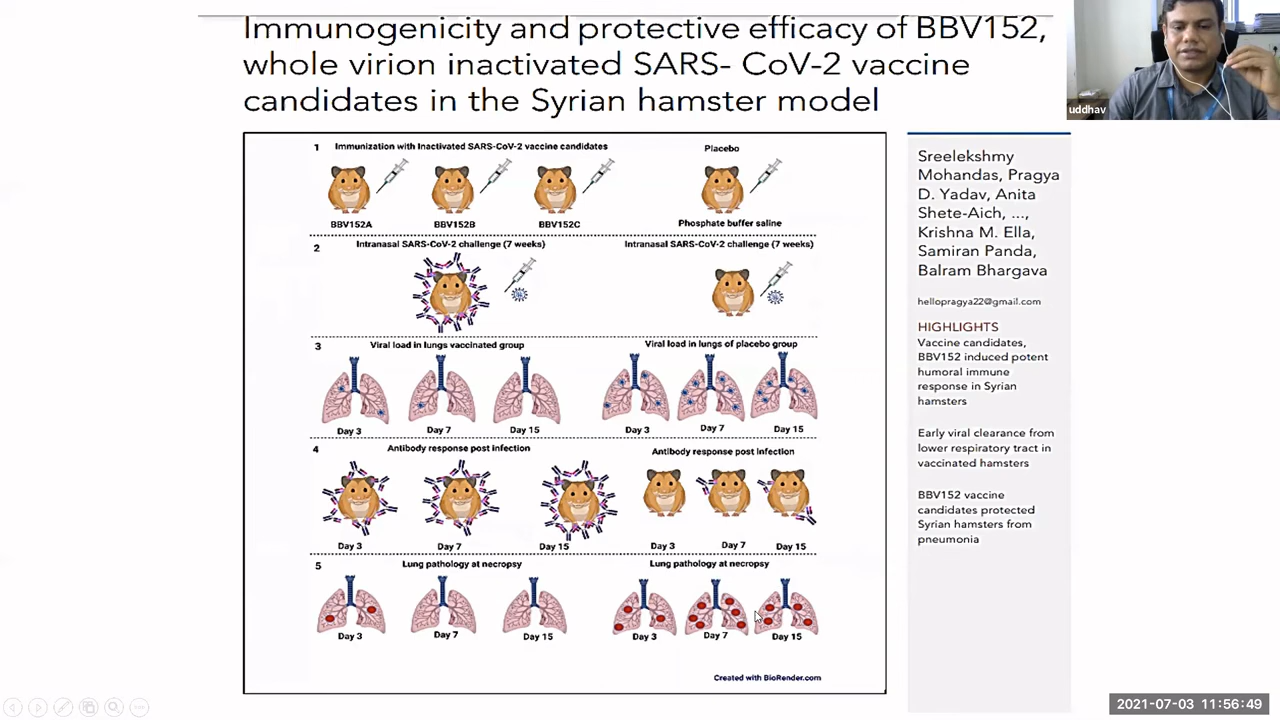 Immunogenicity and protective efficacy of BBV152,
whole virion inactivated SARS- CoV-2 vaccine
candidates in the Syrian hamster model
uddhav
1 Immunization with Inactivated SARS-CoV-2 vaccine candidates
Placebo
BBV152A BBV152B BBV152C
Phosphate buffer saline
2 Intranasal SARS-CoV-2 challenge (7 weeks)
Intranasal SARS-CoV-2 challenge (7 weeks)
3 Viral load in lungs vaccinated group
Viral load in lungs of placebo group
Day 3 Day 7 Day 15
Day 3 Day 7 Day 15
4 Antibody response post infection
Antibody response post infection
Day 3 Day 7 Day 15
Day 3 Day 7 Day 15
5 Lung pathology at necropsy
Lung pathology at necropsy
Day 3 Day 7 Day 15
Day 3 Day 7 Day 15
Created with BioRender.com
Sreelekshmy
Mohandas, Pragya
D. Yadav, Anita
Shete-Aich, ...,
Krishna M. Ella,
Samiran Panda,
Balram Bhargava
hellopragya22@gmail.com
HIGHLIGHTS
Vaccine candidates,
BBV152 induced potent
humoral immune
response in Syrian
hamsters
Early viral clearance from
lower respiratory tract in
vaccinated hamsters
BBV152 vaccine
candidates protected
Syrian hamsters from
pneumonia
2021-07-03 11:56:49